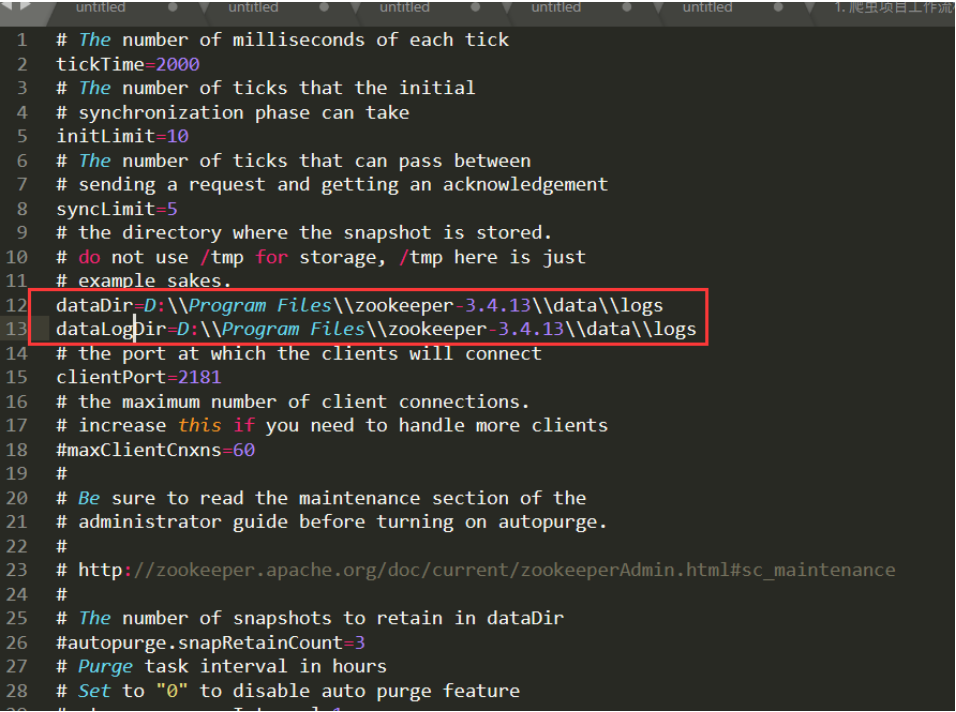 untitled untitled untitled untitled untitled 1. 爬虫项目工作流
1 # The number of milliseconds of each tick
2 tickTime=2000
3 # The number of ticks that the initial
4 # synchronization phase can take
5 initLimit=10
6 # The number of ticks that can pass between
7 # sending a request and getting an acknowledgement
8 syncLimit=5
9 # the directory where the snapshot is stored.
10 # do not use /tmp for storage, /tmp here is just
11 # example sakes.
12 dataDir=D:\\Program Files\\zookeeper-3.4.13\\data\\logs
13 dataLogDir=D:\\Program Files\\zookeeper-3.4.13\\data\\logs
14 # the port at which the clients will connect
15 clientPort=2181
16 # the maximum number of client connections.
17 # increase this if you need to handle more clients
18 #maxClientCnxns=60
19 #
20 # Be sure to read the maintenance section of the
21 # administrator guide before turning on autopurge.
22 #
23 # http://zookeeper.apache.org/doc/current/zookeeperAdmin.html#sc_maintenance
24 #
25 # The number of snapshots to retain in dataDir
26 #autopurge.snapRetainCount=3
27 # Purge task interval in hours
28 # Set to "0" to disable auto purge feature